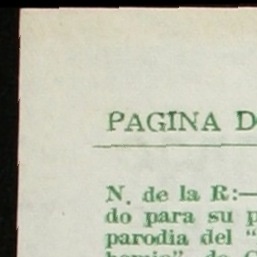 PAGINA D
N. de la R:—
do para su p
parodia del "